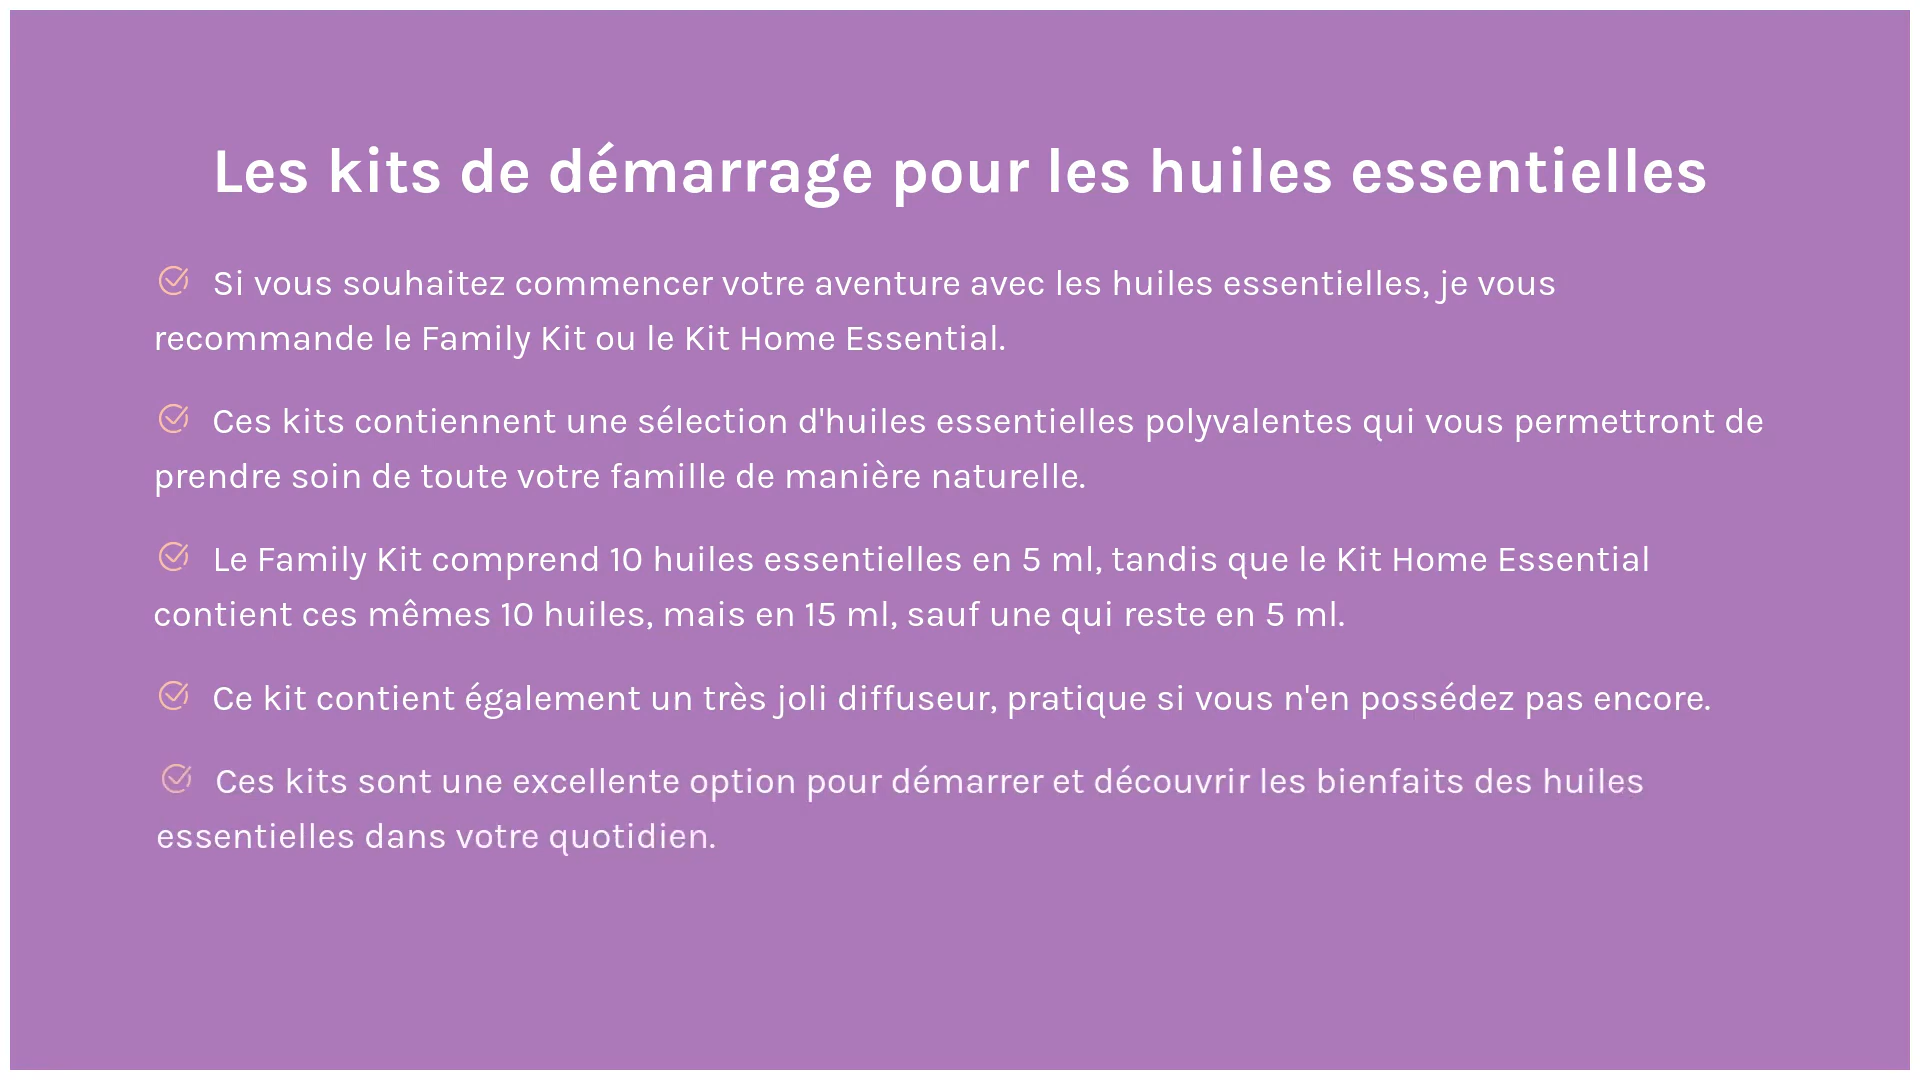 Les kits de démarrage pour les huiles essentielles
Si vous souhaitez commencer votre aventure avec les huiles essentielles, je vous
recommande le Family Kit ou le Kit Home Essential.
Ces kits contiennent une sélection d'huiles essentielles polyvalentes qui vous permettront de
prendre soin de toute votre famille de manière naturelle.
Le Family Kit comprend 10 huiles essentielles en 5 ml, tandis que le Kit Home Essential
contient ces mêmes 10 huiles, mais en 15 ml, sauf une qui reste en 5 ml.
Ce kit contient également un très joli diffuseur, pratique si vous n'en possédez pas encore.
Ces kits sont une excellente option pour démarrer et découvrir les bienfaits des huiles
essentielles dans votre quotidien.